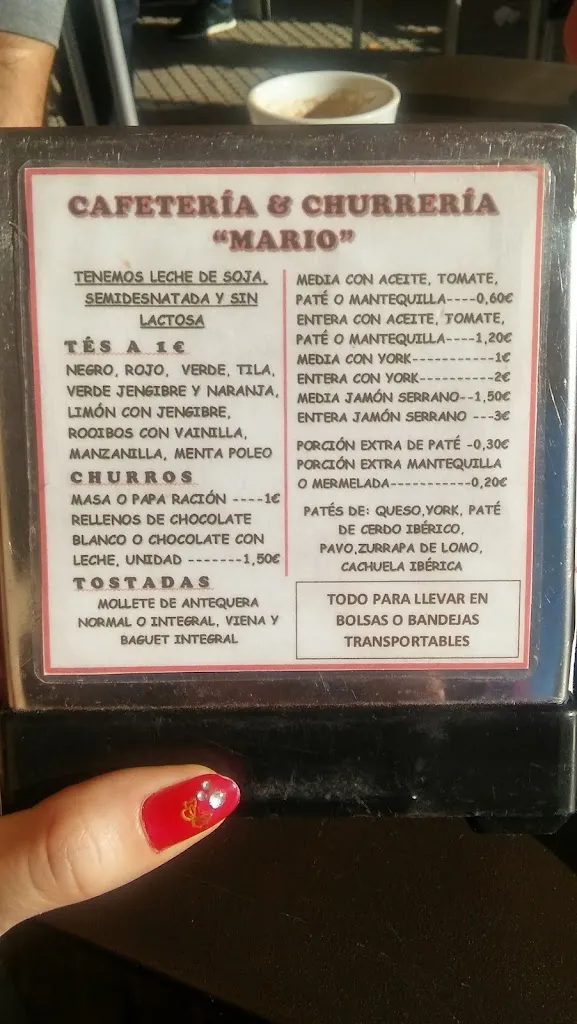 CAFETERÍA & CHURRERÍA
“MARIO”
TENEMOS LECHE DE SOJA,
SEMIDESNATADA Y SIN
LACTOSA
TÉS A 1€
NEGRO, ROJO, VERDE, TILA,
VERDE JENGIBRE Y NARANJA,
LIMÓN CON JENGIBRE,
ROOIBOS CON VAINILLA,
MANZANILLA, MENTA POLEO
CHURROS
MASA O PAPA RACIÓN ----1€
RELLENOS DE CHOCOLATE
BLANCO O CHOCOLATE CON
LECHE, UNIDAD -------1,50€
TOSTADAS
MOLLETE DE ANTEQUERA
NORMAL O INTEGRAL, VIENA Y
BAGUET INTEGRAL
MEDIA CON ACEITE, TOMATE,
PATÉ O MANTEQUILLA----0,60€
ENTERA CON ACEITE, TOMATE,
PATÉ O MANTEQUILLA----1,20€
MEDIA CON YORK----------1€
ENTERA CON YORK---------2€
MEDIA JAMÓN SERRANO--1,50€
ENTERA JAMÓN SERRANO ---3€
PORCIÓN EXTRA DE PATÉ -0,30€
PORCIÓN EXTRA MANTEQUILLA
O MERMELADA-----------0,20€
PATÉS DE: QUESO,YORK, PATÉ
DE CERDO IBÉRICO,
PAVO,ZURRAPA DE LOMO,
CACHUELA IBÉRICA
TODO PARA LLEVAR EN
BOLSAS O BANDEJAS
TRANSPORTABLES